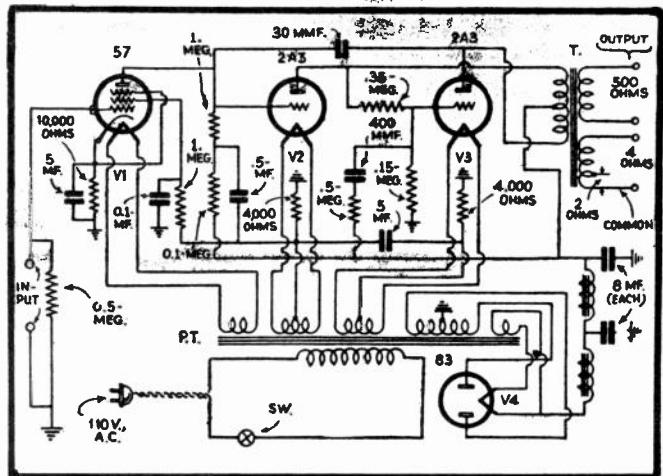 57
1.
MEG.
30 MMF.
2A3
2A3
T.
OUTPUT
500
OHMS
4
OHMS
2
OHMS
COMMON
10,000
OHMS
5
MF.
V1
0.1-
MF.
1.
MEG.
.5-
MF.
0.1-MEG.
V2
4,000
OHMS
.35-
MEG.
400
MMF.
.5-
MEG.
.15-
MEG.
5
MF.
V3
4,000
OHMS
IN-
PUT
0.5-
MEG.
8 MF.
(EACH)
P.T.
83
V4
110 V.,
A.C.
SW.